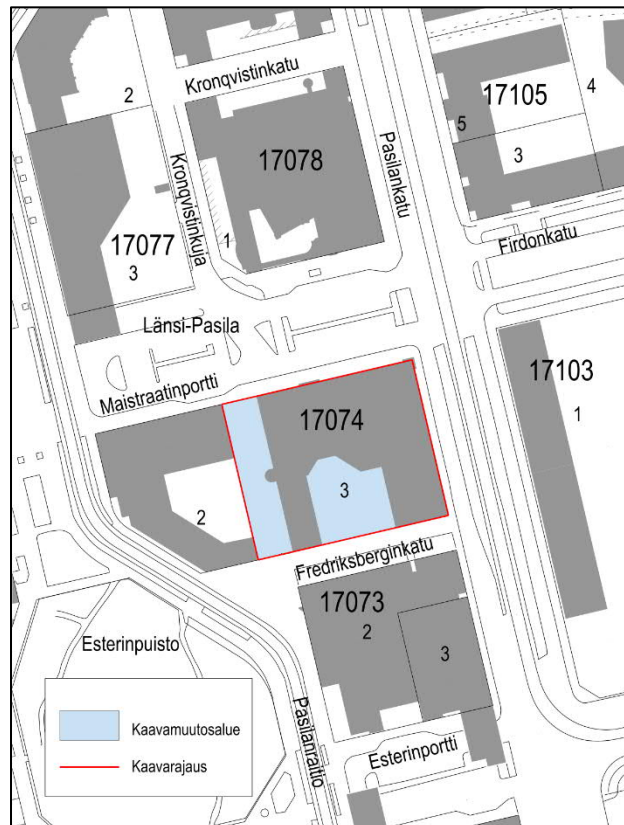 Kronqvistinkatu
2
4
17105
5
3
17078
Kronqvistinkuja
Pasilankatu
1
17077
3
Firdonkatu
Länsi-Pasila
Maistraatinportti
17103
1
17074
3
2
Fredriksberginkatu
17073
2
3
Esterinpuisto
Pasilanraitio
Esterinportti
Kaavamuutosalue
Kaavarajaus